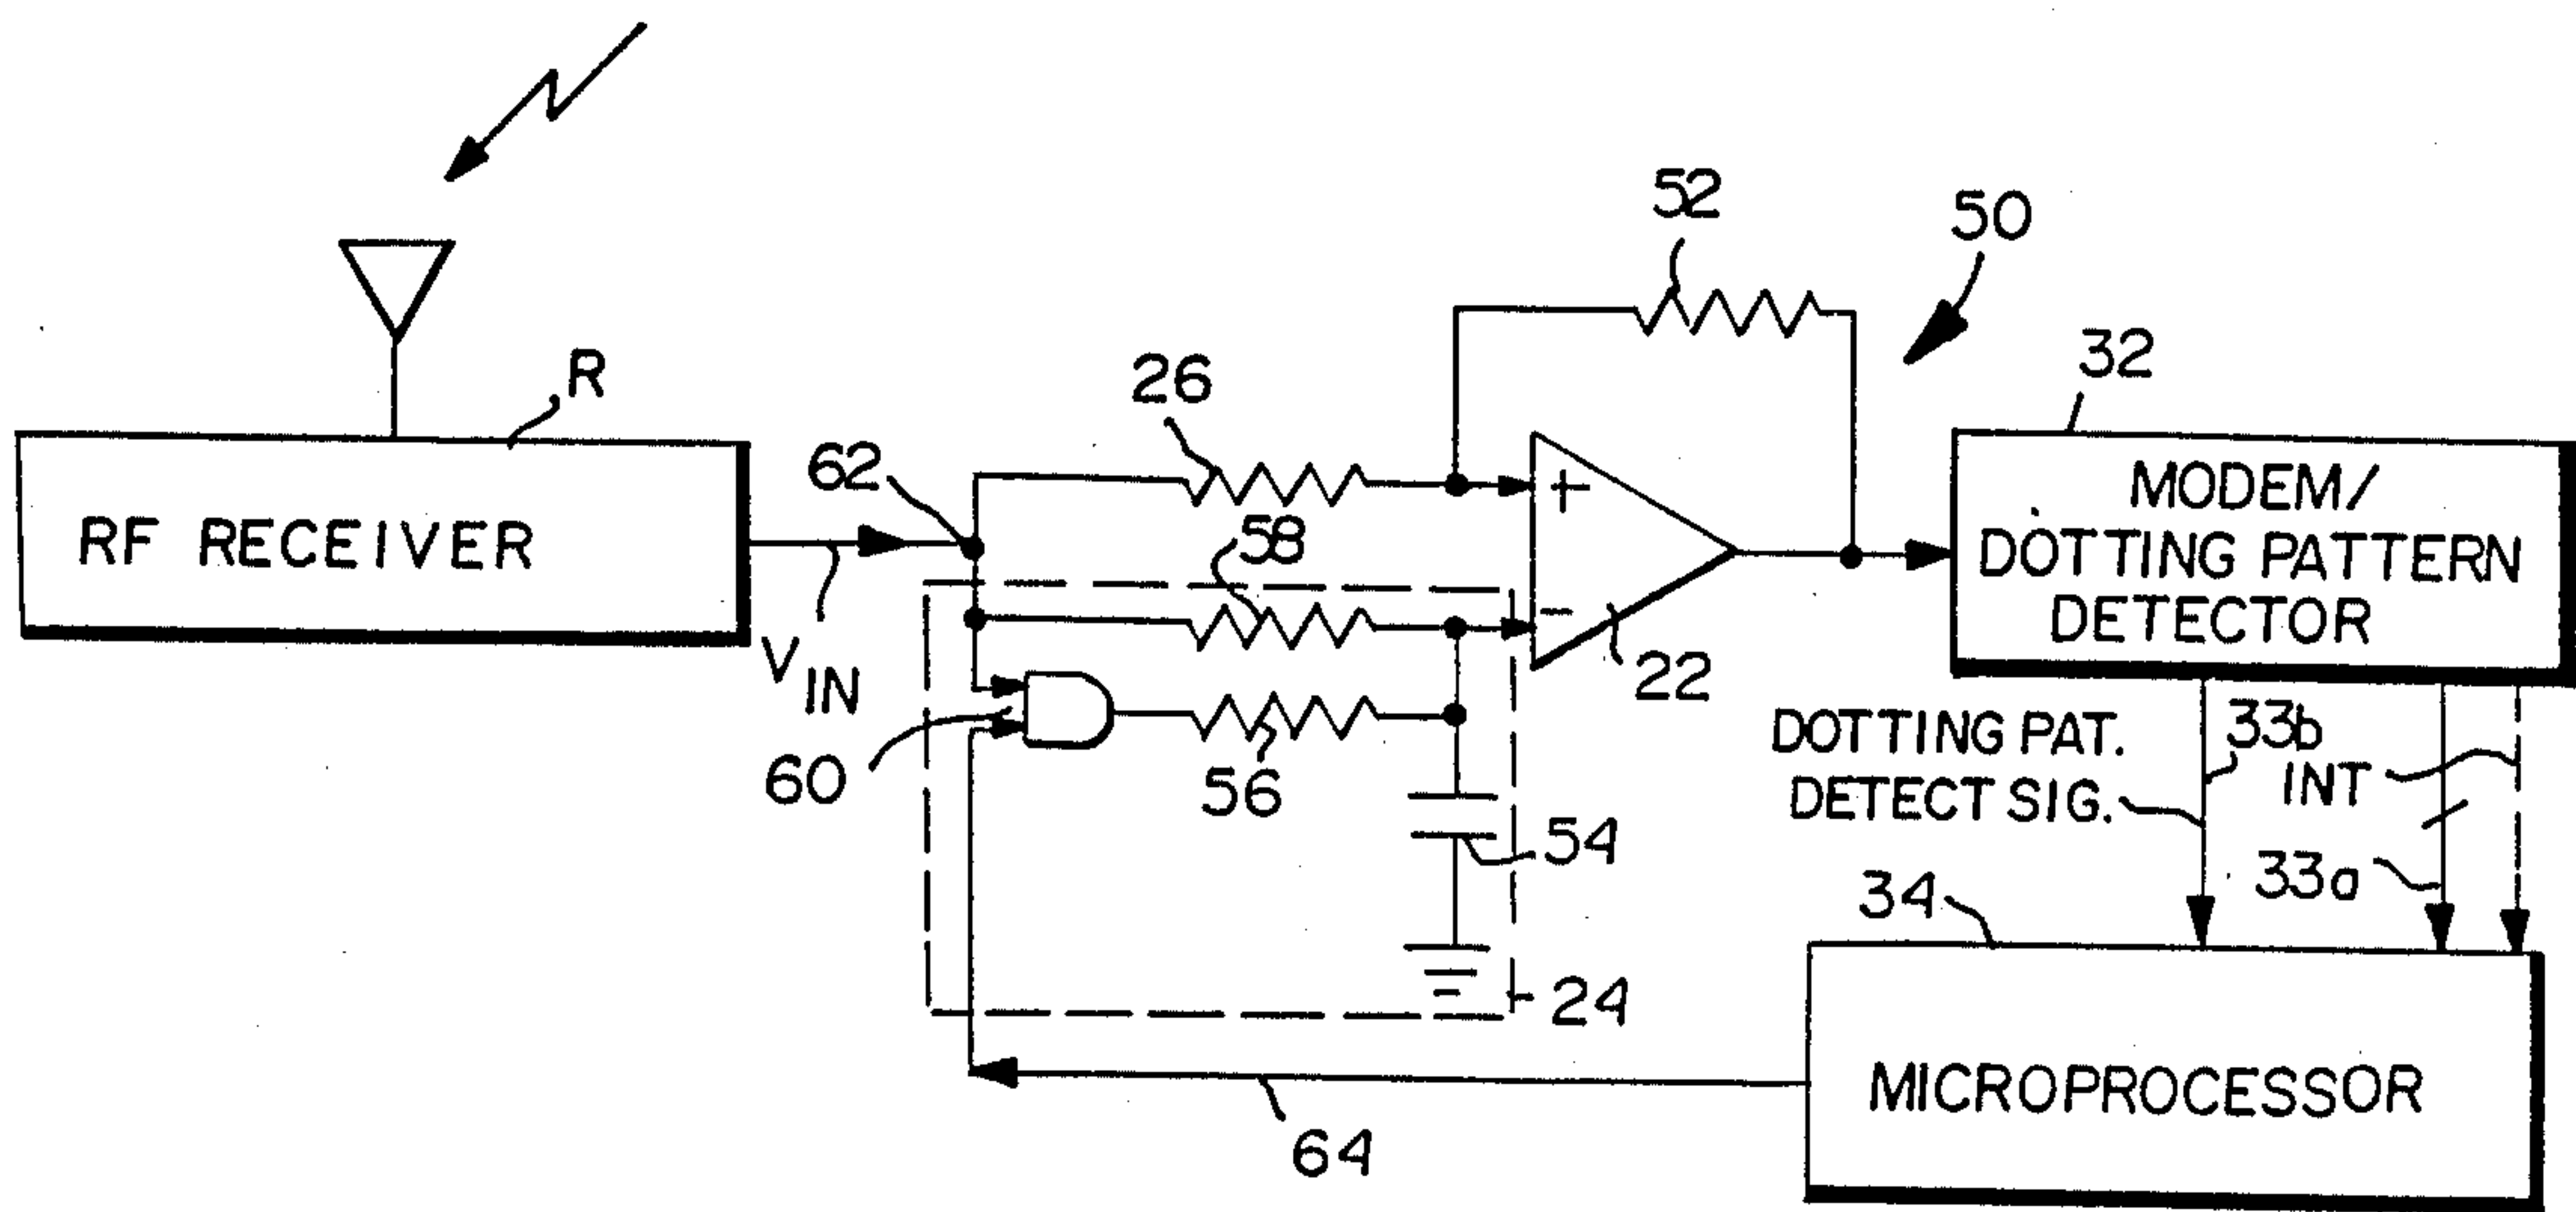 52
50
32
26
R
62
RF RECEIVER
V IN
58
+
-
22
MODEM/
DOTTING PATTERN
DETECTOR
60
56
54
DOTTING PAT.
DETECT SIG.
33b
INT
33a
34
24
MICROPROCESSOR
64